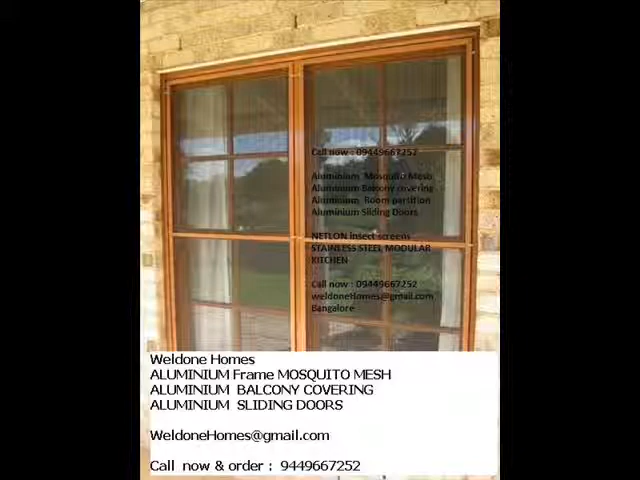 Call now : 09449667252
Aluminium Mosquito Mesh
Aluminium Balcony covering
Aluminium Room partition
Aluminium Sliding Doors
NETLON insect screens
STAINLESS STEEL MODULAR
KITCHEN
Call now : 09449667252
weldoneHomes@gmail.com
Bangalore
Weldone Homes
ALUMINIUM Frame MOSQUITO MESH
ALUMINIUM BALCONY COVERING
ALUMINIUM SLIDING DOORS
WeldoneHomes@gmail.com
Call now & order : 9449667252